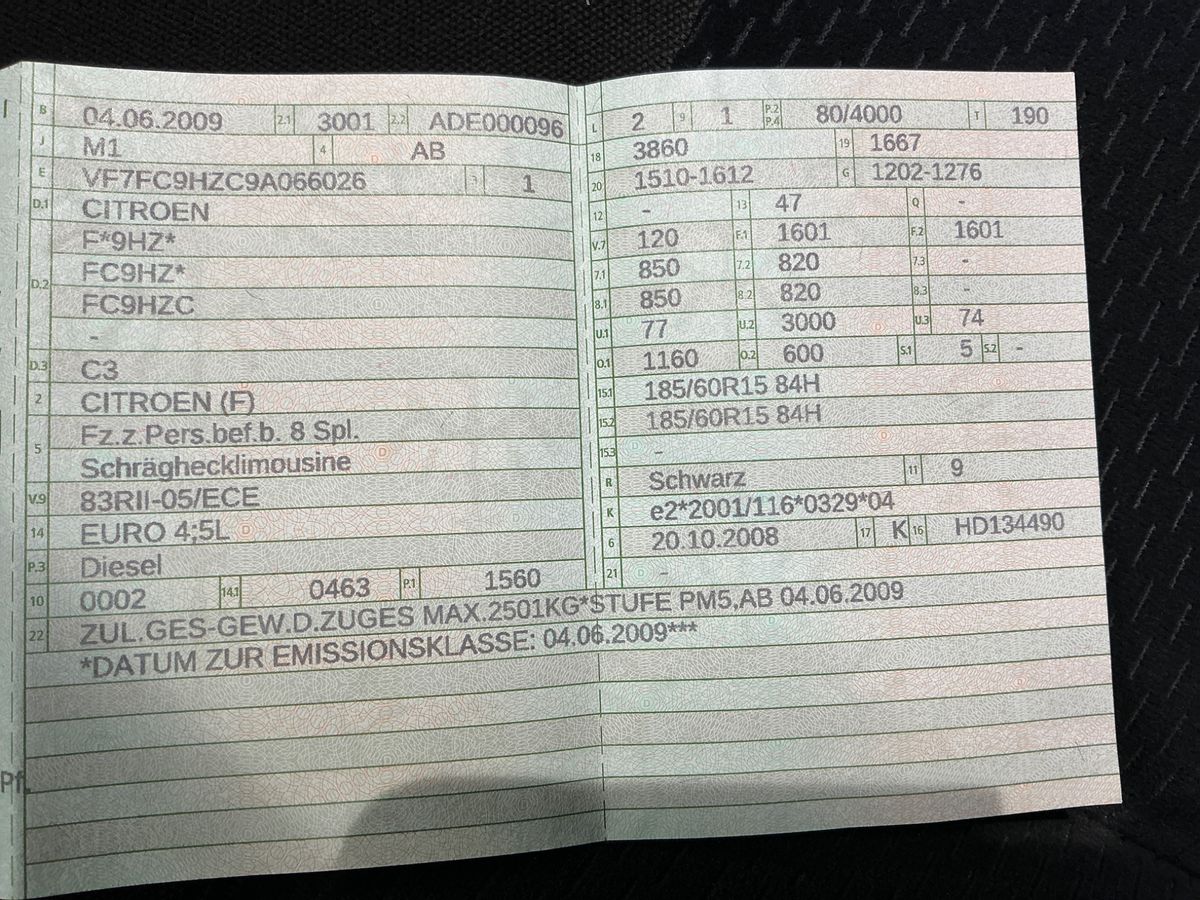 B 04.06.2009 2.1 3001 2.2 ADE000096
J M1 4 AB
E VF7FC9HZC9A066026 3 1
D.1 CITROEN
F*9HZ*
D.2 FC9HZ*
FC9HZC
-
D.3 C3
2 CITROEN (F)
5 Fz.z.Pers.bef.b. 8 Spl.
Schräghecklimousine
V.9 83RII-05/ECE
14 EURO 4;5L
P.3 Diesel
10 0002 14.1 0463 P.1 1560
L 2 9 1 P.2 P.4 80/4000 T 190
18 3860 19 1667
20 1510-1612 G 1202-1276
12 - 13 47 Q -
V.7 120 F.1 1601 F.2 1601
7.1 850 7.2 820 7.3 -
8.1 850 8.2 820 8.3 -
U.1 77 U.2 3000 U.3 74
O.1 1160 O.2 600 S.1 5 S.2 -
15.1 185/60R15 84H
15.2 185/60R15 84H
15.3 -
R Schwarz 11 9
K e2*2001/116*0329*04
6 20.10.2008 17 K 16 HD134490
21 -
22 ZUL.GES-GEW.D.ZUGES MAX.2501KG*STUFE PM5,AB 04.06.2009
*DATUM ZUR EMISSIONSKLASSE: 04.06.2009***
Pf.